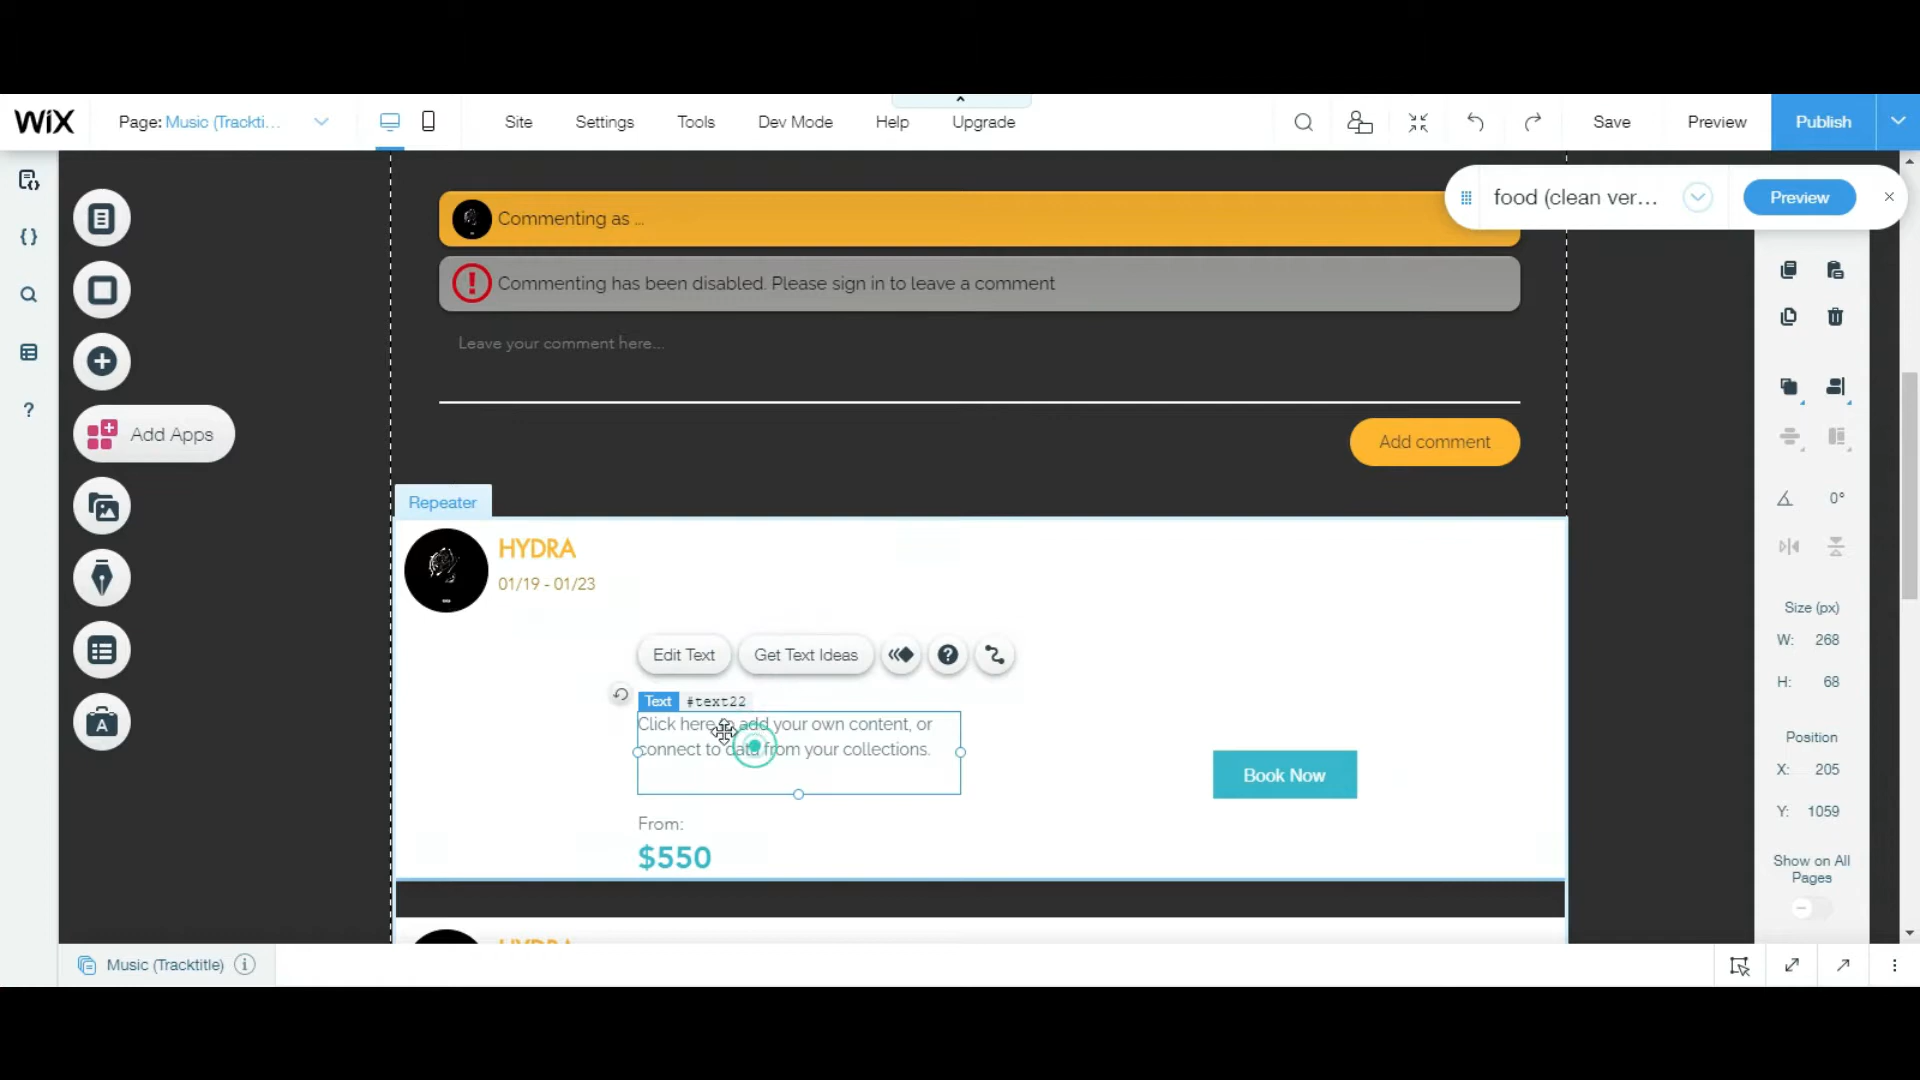 WiX Page: Music (Trackti... Site Settings Tools Dev Mode Help Upgrade Save Preview Publish
food (clean ver... Preview
Commenting as ...
Commenting has been disabled. Please sign in to leave a comment
Leave your comment here...
Add Apps
Add comment
Repeater
HYDRA
01/19 - 01/23
Edit Text Get Text Ideas
Text #text22
Click here to add your own content, or
connect to data from your collections.
Book Now
From:
$550
0°
Size (px)
W: 268
H: 68
Position
X: 205
Y: 1059
Show on All
Pages
HYDRA
Music (Tracktitle)